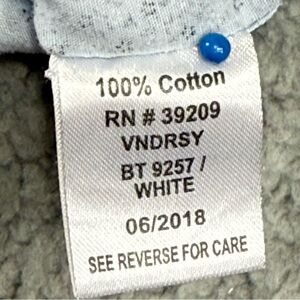 100% Cotton
RN # 39209
VNDRSY
BT 9257 /
WHITE
06/2018
SEE REVERSE FOR CARE